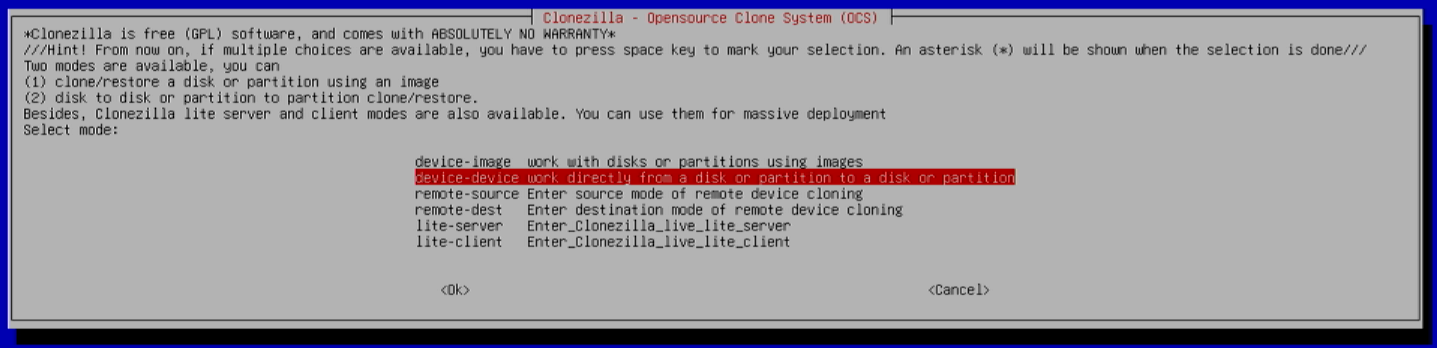 Clonezilla - Opensource Clone System (OCS)
*Clonezilla is free (GPL) software, and comes with ABSOLUTELY NO WARRANTY*
///Hint! From now on, if multiple choices are available, you have to press space key to mark your selection. An asterisk (*) will be shown when the selection is done///
Two modes are available, you can
(1) clone/restore a disk or partition using an image
(2) disk to disk or partition to partition clone/restore.
Besides, Clonezilla lite server and client modes are also available. You can use them for massive deployment
Select mode:
device-image work with disks or partitions using images
device-device work directly from a disk or partition to a disk or partition
remote-source Enter source mode of remote device cloning
remote-dest Enter destination mode of remote device cloning
lite-server Enter_Clonezilla_live_lite_server
lite-client Enter_Clonezilla_live_lite_client
<Ok> <Cancel>